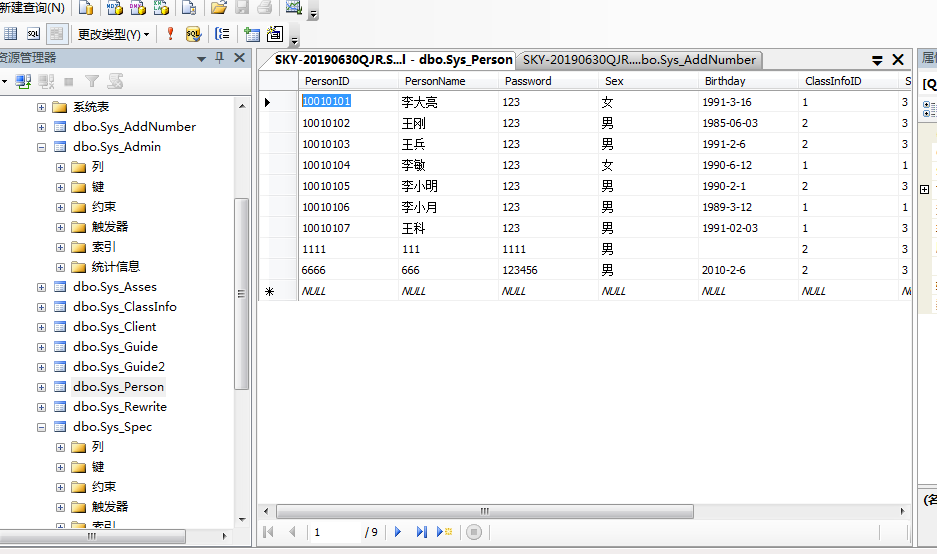 新建查询(N)
更改类型(Y)
资源管理器
系统表
dbo.Sys_AddNumber
dbo.Sys_Admin
列
键
约束
触发器
索引
统计信息
dbo.Sys_Asses
dbo.Sys_ClassInfo
dbo.Sys_Client
dbo.Sys_Guide
dbo.Sys_Guide2
dbo.Sys_Person
dbo.Sys_Rewrite
dbo.Sys_Spec
列
键
约束
触发器
索引
SKY-20190630QJR.S...l - dbo.Sys_Person SKY-20190630QJR....bo.Sys_AddNumber
PersonID PersonName Password Sex Birthday ClassInfoID S
10010101 李大亮 123 女 1991-3-16 1 3
10010102 王刚 123 男 1985-06-03 2 3
10010103 王兵 123 男 1991-2-6 2 3
10010104 李敏 123 女 1990-6-12 1 1
10010105 李小明 123 男 1990-2-1 2 3
10010106 李小月 123 男 1989-3-12 1 1
10010107 王科 123 男 1991-02-03 1 3
1111 111 1111 男 2 3
6666 666 123456 男 2010-2-6 2 3
NULL NULL NULL NULL NULL NULL N
1 / 9
属
[Q
(名